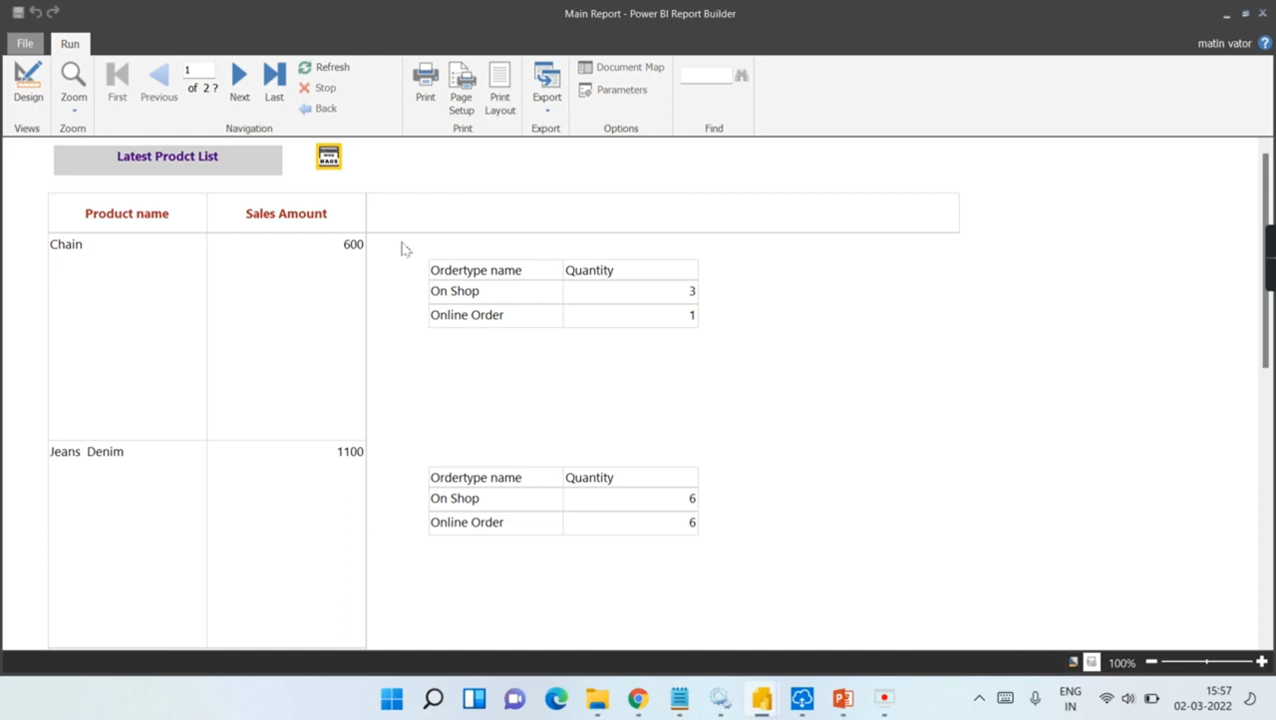 Main Report - Power BI Report Builder
File
Run
matin vator
Design
Zoom
First
Previous
1
of 2 ?
Next
Last
Refresh
Stop
Back
Print
Page Setup
Print Layout
Export
Document Map
Parameters
Views
Zoom
Navigation
Print
Export
Options
Find
Latest Prodct List
WITH
NAGS
Product name
Sales Amount
Chain
600
Ordertype name
Quantity
On Shop
3
Online Order
1
Jeans Denim
1100
Ordertype name
Quantity
On Shop
6
Online Order
6
100%
ENG
IN
15:57
02-03-2022